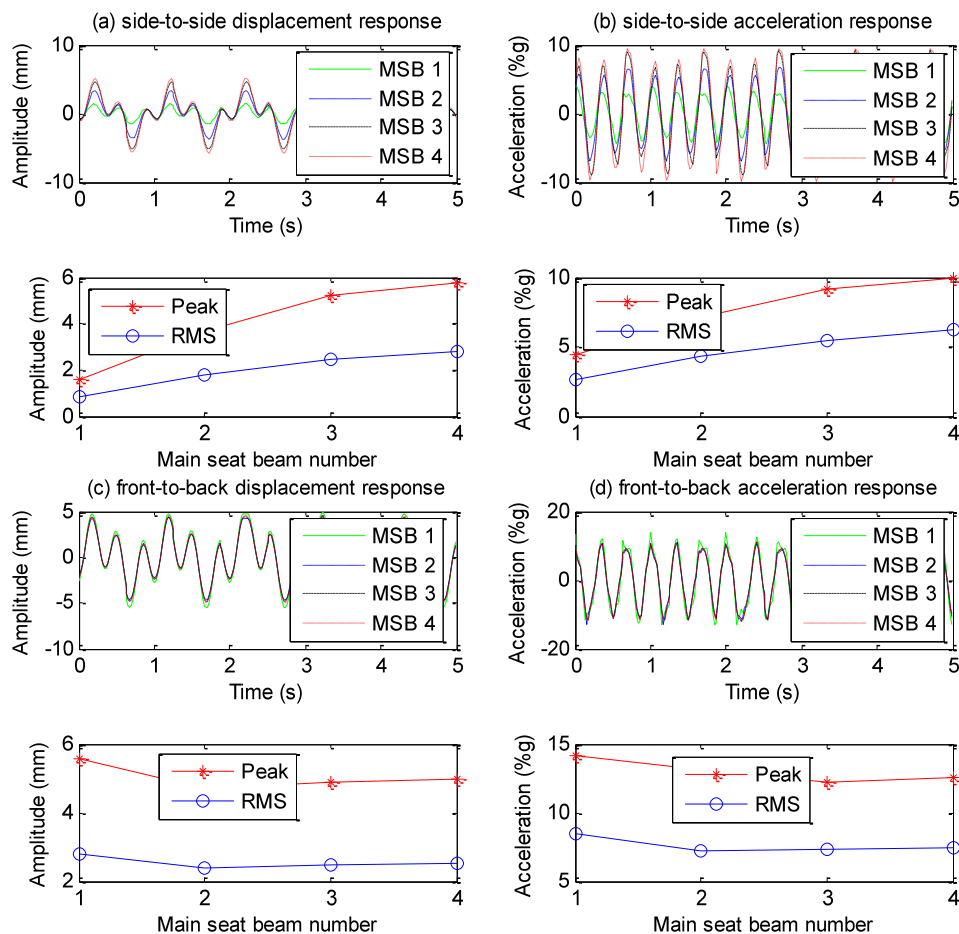 (a) side-to-side displacement response
Amplitude (mm)
10
0
-10
0 1 2 3 4 5
Time (s)
MSB 1
MSB 2
MSB 3
MSB 4
(b) side-to-side acceleration response
Acceleration (%g)
10
0
-10
0 1 2 3 4 5
Time (s)
MSB 1
MSB 2
MSB 3
MSB 4
Amplitude (mm)
6
4
2
0
1 2 3 4
Main seat beam number
Peak
RMS
Acceleration (%g)
10
5
0
1 2 3 4
Main seat beam number
Peak
RMS
(c) front-to-back displacement response
Amplitude (mm)
5
0
-5
-10
0 1 2 3 4 5
Time (s)
MSB 1
MSB 2
MSB 3
MSB 4
(d) front-to-back acceleration response
Acceleration (%g)
20
0
-20
0 1 2 3 4 5
Time (s)
MSB 1
MSB 2
MSB 3
MSB 4
Amplitude (mm)
6
4
2
1 2 3 4
Main seat beam number
Peak
RMS
Acceleration (%g)
15
10
5
1 2 3 4
Main seat beam number
Peak
RMS